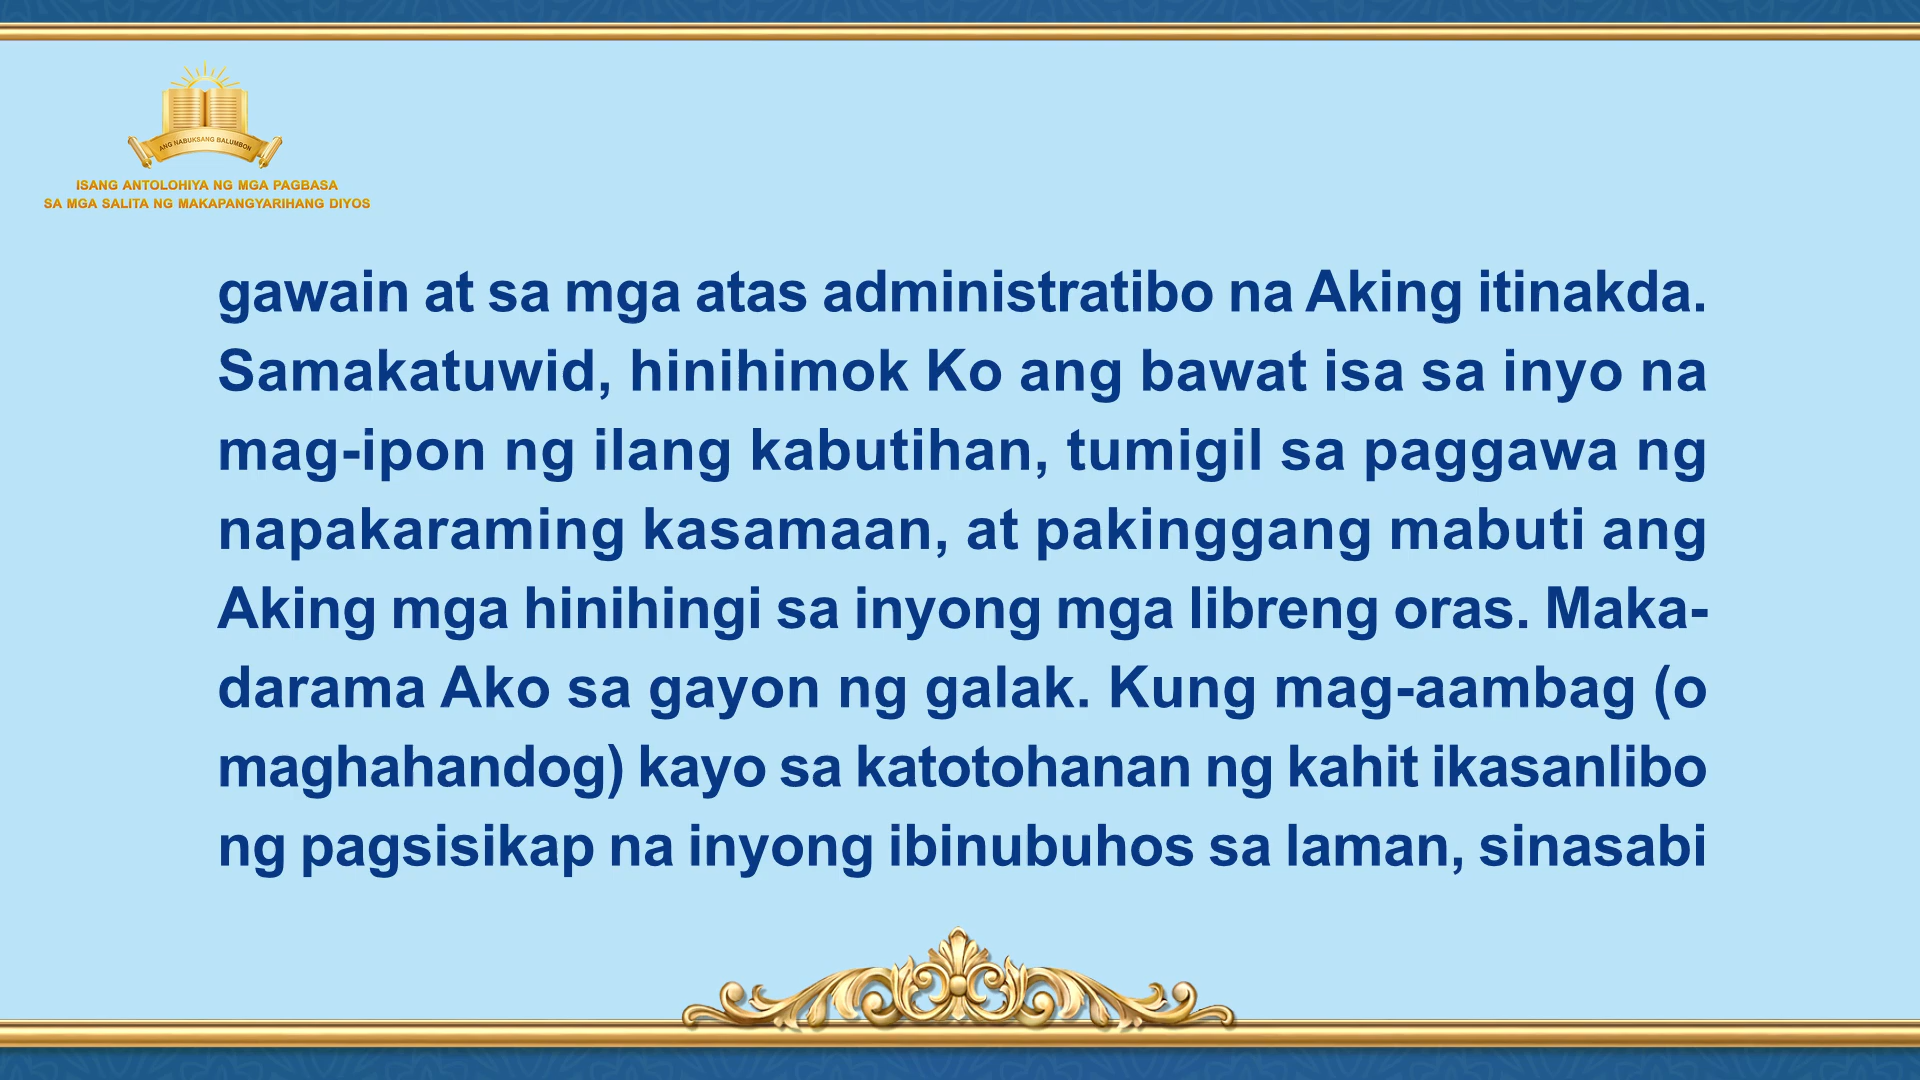 ANG NABUKSANG BALUMBON
ISANG ANTOLOHIYA NG MGA PAGBASA
SA MGA SALITA NG MAKAPANGYARIHANG DIYOS
gawain at sa mga atas administratibo na Aking itinakda.
Samakatuwid, hinihimok Ko ang bawat isa sa inyo na
mag-ipon ng ilang kabutihan, tumigil sa paggawa ng
napakaraming kasamaan, at pakinggang mabuti ang
Aking mga hinihingi sa inyong mga libreng oras. Maka-
darama Ako sa gayon ng galak. Kung mag-aambag (o
maghahandog) kayo sa katotohanan ng kahit ikasanlibo
ng pagsisikap na inyong ibinubuhos sa laman, sinasabi